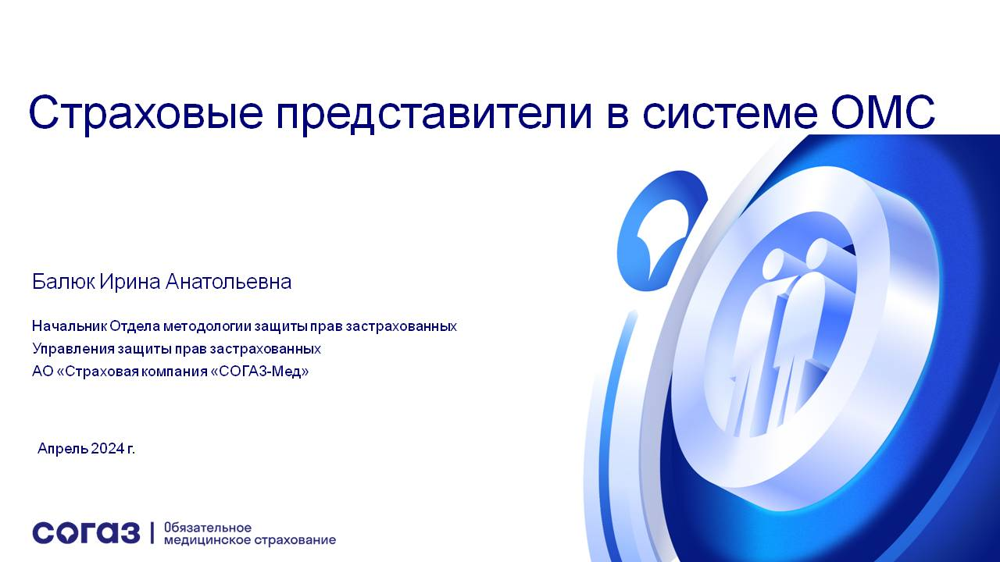 Страховые представители в системе ОМС
Балюк Ирина Анатольевна
Начальник Отдела методологии защиты прав застрахованных
Управления защиты прав застрахованных
АО «Страховая компания «СОГАЗ-Мед»
Апрель 2024 г.
согаз | Обязательное
медицинское страхование